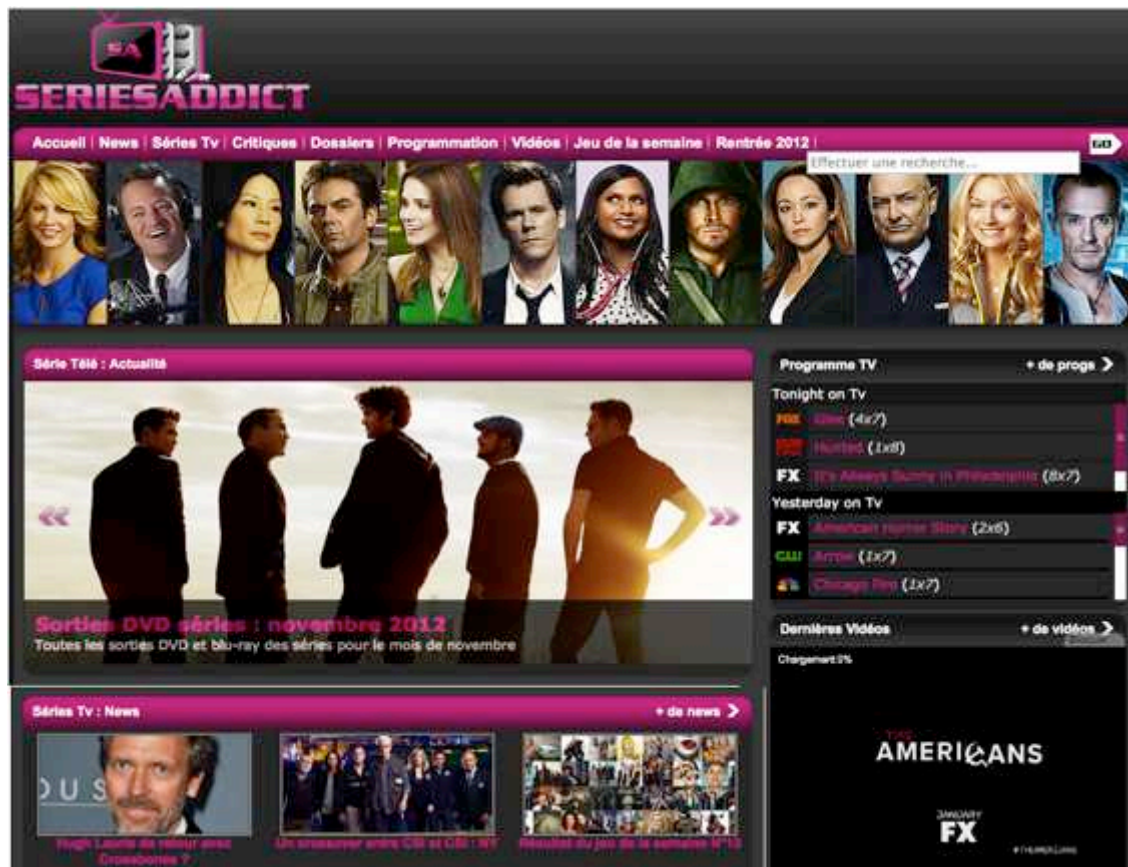 SA
SERIESADDICT
Accueil | News | Séries Tv | Critiques | Dossiers | Programmation | Vidéos | Jeu de la semaine | Rentrée 2012 |
Effectuer une recherche...
Série Télé : Actualité
Sorties DVD séries : novembre 2012
Toutes les sorties DVD et blu-ray des séries pour le mois de novembre
Programme TV + de progs
Tonight on Tv
FOX Glee (4x7)
Hunted (1x8)
FX It's Always Sunny in Philadelphia (8x7)
Yesterday on Tv
FX American Horror Story (2x6)
CW Arrow (1x7)
Chicago Fire (1x7)
Dernières Vidéos + de vidéos
Chargement 0%
THE
AMERICANS
JANUARY
FX
#THEAMERICANS
Séries Tv : News + de news
OUS
Hugh Laurie de retour avec
Crossbones ?
Un crossover entre CSI et CSI : NY
Résultat du jeu de la semaine N°13